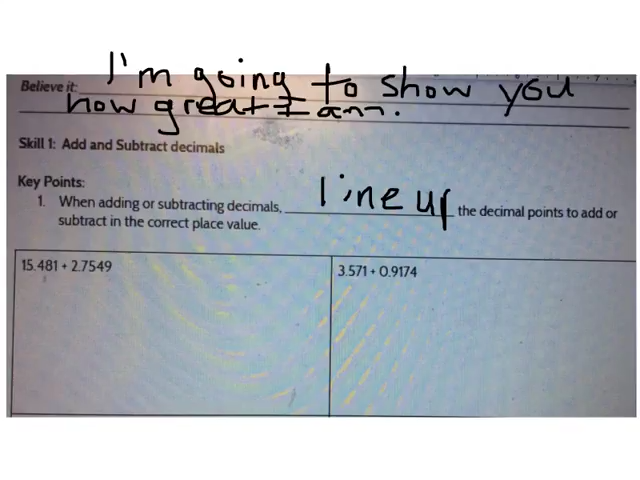 Believe it: I'm going to show you
how great I am.
Skill 1: Add and Subtract decimals
Key Points:
1. When adding or subtracting decimals, line up the decimal points to add or
subtract in the correct place value.
15.481 + 2.7549
3.571 + 0.9174